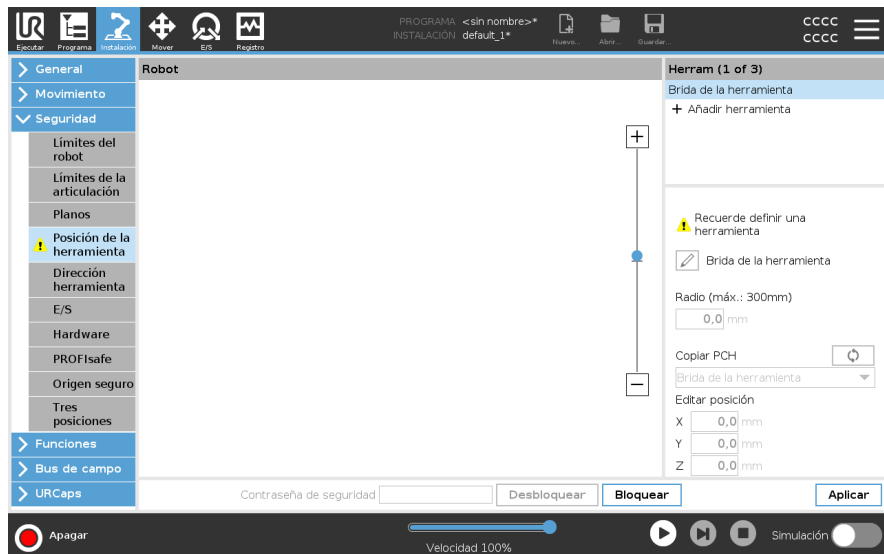 PROGRAMA <sin nombre>*
INSTALACIÓN default_1*
cccc
cccc
Ejecutar
Programa
Instalación
Mover
E/S
Registro
Nuevo...
Abrir...
Guardar...
General
Movimiento
Seguridad
Límites del
robot
Límites de la
articulación
Planos
Posición de la
herramienta
Dirección
herramienta
E/S
Hardware
PROFIsafe
Origen seguro
Tres
posiciones
Funciones
Bus de campo
URCaps
Robot
Herram (1 of 3)
Brida de la herramienta
+ Añadir herramienta
Recuerde definir una
herramienta
Brida de la herramienta
Radio (máx.: 300mm)
0,0 mm
Copiar PCH
Brida de la herramienta
Editar posición
X 0,0 mm
Y 0,0 mm
Z 0,0 mm
Contraseña de seguridad
Desbloquear
Bloquear
Aplicar
Apagar
Velocidad 100%
Simulación